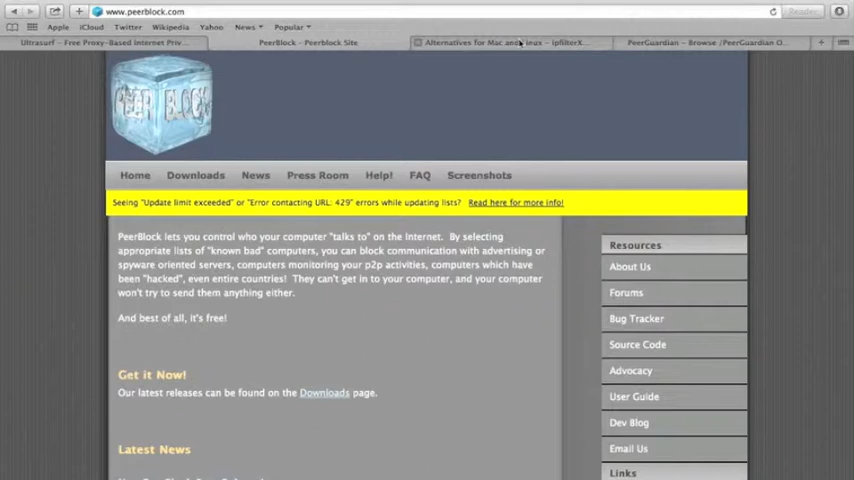 www.peerblock.com
Reader
Apple iCloud Twitter Wikipedia Yahoo News Popular
Ultrasurf – Free Proxy-Based Internet Priv...
PeerBlock – Peerblock Site
Alternatives for Mac and Linux – ipfilterX...
PeerGuardian – Browse /PeerGuardian O...
PEER BLOCK
Home Downloads News Press Room Help! FAQ Screenshots
Seeing "Update limit exceeded" or "Error contacting URL: 429" errors while updating lists? Read here for more info!
PeerBlock lets you control who your computer "talks to" on the Internet. By selecting
appropriate lists of "known bad" computers, you can block communication with advertising or
spyware oriented servers, computers monitoring your p2p activities, computers which have
been "hacked", even entire countries! They can't get in to your computer, and your computer
won't try to send them anything either.
And best of all, it's free!
Get it Now!
Our latest releases can be found on the Downloads page.
Latest News
Resources
About Us
Forums
Bug Tracker
Source Code
Advocacy
User Guide
Dev Blog
Email Us
Links